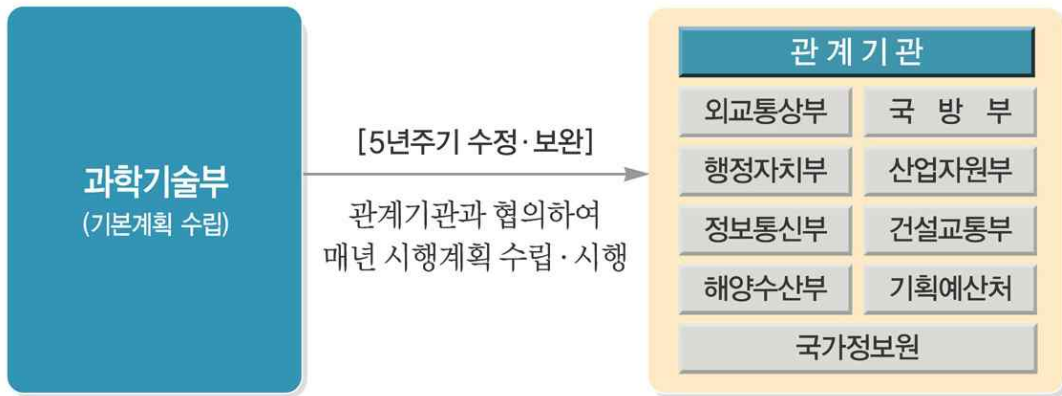 과학기술부
(기본계획 수립)
[5년주기 수정·보완]
관계기관과 협의하여
매년 시행계획 수립·시행
관계기관
외교통상부 국방부
행정자치부 산업자원부
정보통신부 건설교통부
해양수산부 기획예산처
국가정보원